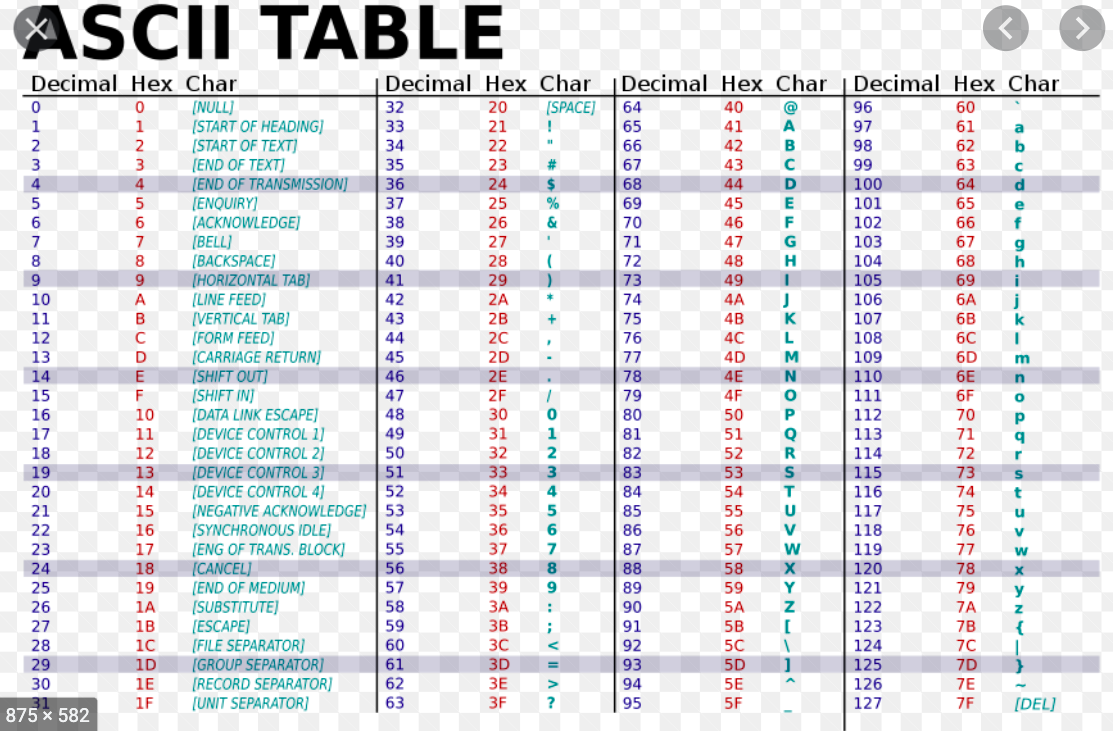 ASCII TABLE
Decimal Hex Char Decimal Hex Char Decimal Hex Char Decimal Hex Char
0 0 [NULL] 32 20 [SPACE] 64 40 @ 96 60 `
1 1 [START OF HEADING] 33 21 ! 65 41 A 97 61 a
2 2 [START OF TEXT] 34 22 " 66 42 B 98 62 b
3 3 [END OF TEXT] 35 23 # 67 43 C 99 63 c
4 4 [END OF TRANSMISSION] 36 24 $ 68 44 D 100 64 d
5 5 [ENQUIRY] 37 25 % 69 45 E 101 65 e
6 6 [ACKNOWLEDGE] 38 26 & 70 46 F 102 66 f
7 7 [BELL] 39 27 ' 71 47 G 103 67 g
8 8 [BACKSPACE] 40 28 ( 72 48 H 104 68 h
9 9 [HORIZONTAL TAB] 41 29 ) 73 49 I 105 69 i
10 A [LINE FEED] 42 2A * 74 4A J 106 6A j
11 B [VERTICAL TAB] 43 2B + 75 4B K 107 6B k
12 C [FORM FEED] 44 2C , 76 4C L 108 6C l
13 D [CARRIAGE RETURN] 45 2D - 77 4D M 109 6D m
14 E [SHIFT OUT] 46 2E . 78 4E N 110 6E n
15 F [SHIFT IN] 47 2F / 79 4F O 111 6F o
16 10 [DATA LINK ESCAPE] 48 30 0 80 50 P 112 70 p
17 11 [DEVICE CONTROL 1] 49 31 1 81 51 Q 113 71 q
18 12 [DEVICE CONTROL 2] 50 32 2 82 52 R 114 72 r
19 13 [DEVICE CONTROL 3] 51 33 3 83 53 S 115 73 s
20 14 [DEVICE CONTROL 4] 52 34 4 84 54 T 116 74 t
21 15 [NEGATIVE ACKNOWLEDGE] 53 35 5 85 55 U 117 75 u
22 16 [SYNCHRONOUS IDLE] 54 36 6 86 56 V 118 76 v
23 17 [ENG OF TRANS. BLOCK] 55 37 7 87 57 W 119 77 w
24 18 [CANCEL] 56 38 8 88 58 X 120 78 x
25 19 [END OF MEDIUM] 57 39 9 89 59 Y 121 79 y
26 1A [SUBSTITUTE] 58 3A : 90 5A Z 122 7A z
27 1B [ESCAPE] 59 3B ; 91 5B [ 123 7B {
28 1C [FILE SEPARATOR] 60 3C < 92 5C \ 124 7C |
29 1D [GROUP SEPARATOR] 61 3D = 93 5D ] 125 7D }
30 1E [RECORD SEPARATOR] 62 3E > 94 5E ^ 126 7E ~
31 1F [UNIT SEPARATOR] 63 3F ? 95 5F _ 127 7F [DEL]
875 × 582